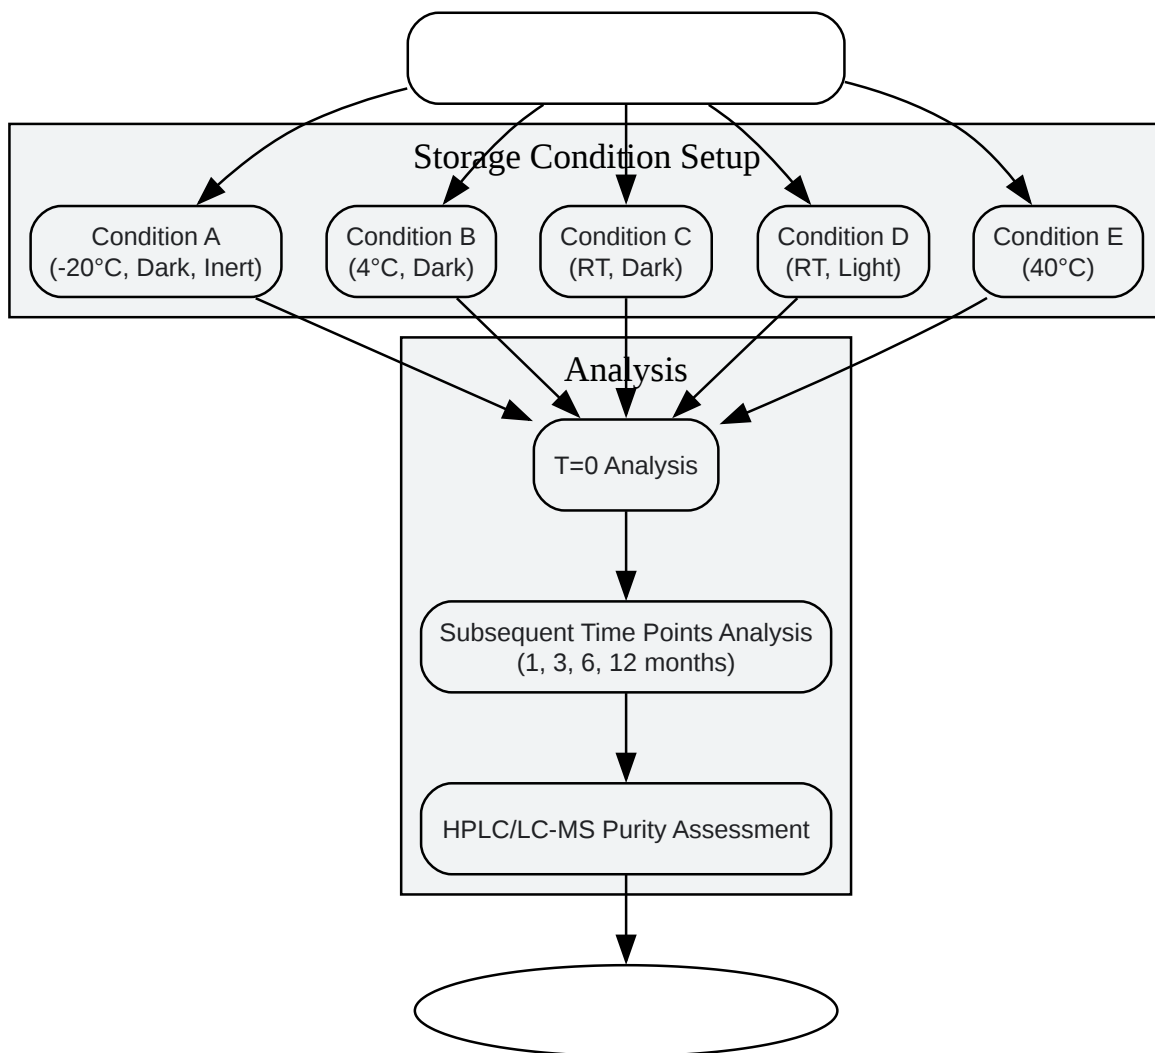 Storage Condition Setup
Condition A
(-20°C, Dark, Inert)
Condition B
(4°C, Dark)
Condition C
(RT, Dark)
Condition D
(RT, Light)
Condition E
(40°C)
Analysis
T=0 Analysis
Subsequent Time Points Analysis
(1, 3, 6, 12 months)
HPLC/LC-MS Purity Assessment